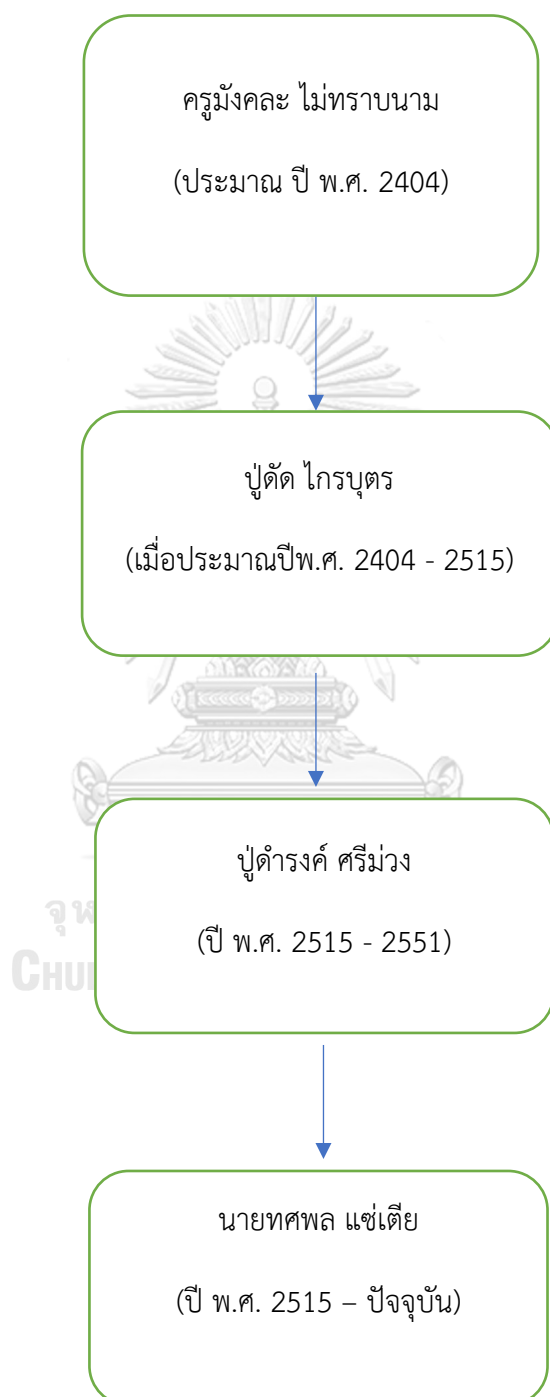 ครูมังคละ ไม่ทราบนาม
(ประมาณ ปี พ.ศ. 2404)
ปู่ดัด ไกรบุตร
(เมื่อประมาณปีพ.ศ. 2404 - 2515)
ปู่ดำรงค์ ศรีม่วง
(ปี พ.ศ. 2515 - 2551)
นายทศพล แซ่เตีย
(ปี พ.ศ. 2515 – ปัจจุบัน)